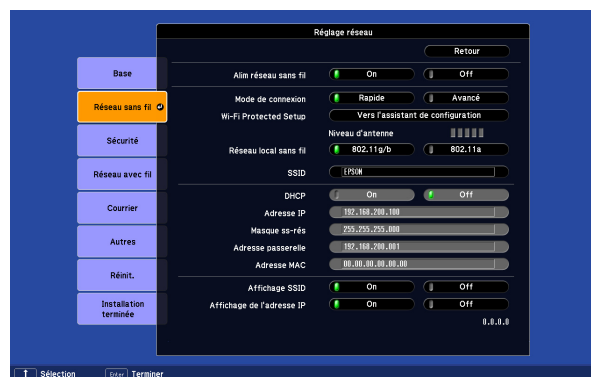 Réglage réseau
Retour
Base
Alim réseau sans fil On Off
Réseau sans fil
Mode de connexion Rapide Avancé
Wi-Fi Protected Setup Vers l'assistant de configuration
Sécurité
Niveau d'antenne
Réseau local sans fil 802.11g/b 802.11a
Réseau avec fil
SSID EPSON
DHCP On Off
Courrier
Adresse IP 192.168.200.100
Masque ss-rés 255.255.255.000
Autres
Adresse passerelle 192.168.200.001
Adresse MAC 00.00.00.00.00.00
Réinit.
Affichage SSID On Off
Installation terminée
Affichage de l'adresse IP On Off
0.0.0.0
Sélection Enter Terminer